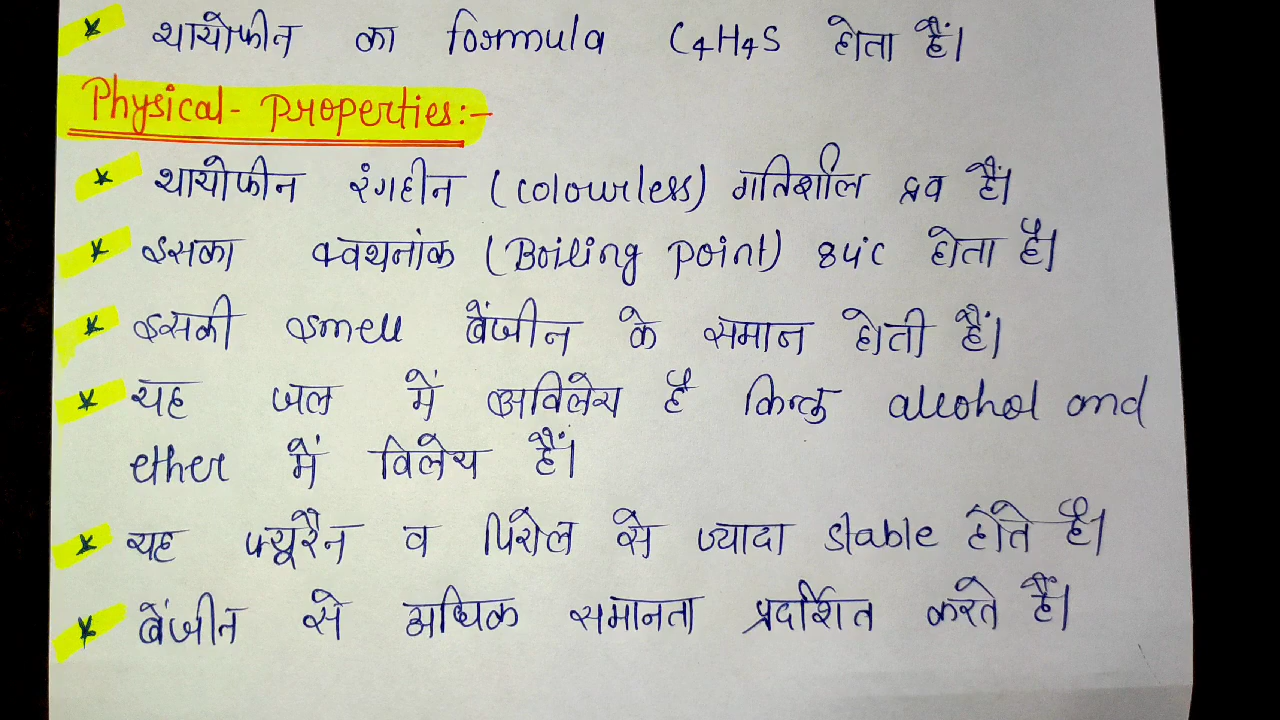 * थायोफीन का formula C₄H₄S होता हैं।
Physical- Properties:-
* थायोफीन रंगहीन (colourless) गतिशील द्रव हैं।
* इसका क्वथनांक (Boiling point) 84°c होता है।
* इसकी smell बेंजीन के समान होती हैं।
* यह जल में अविलेय है किन्तु alcohol and
ether में विलेय हैं।
* यह फ्यूरैन व पिरोल से ज्यादा stable होते है।
* बेंजीन से अधिक समानता प्रदर्शित करते हैं।